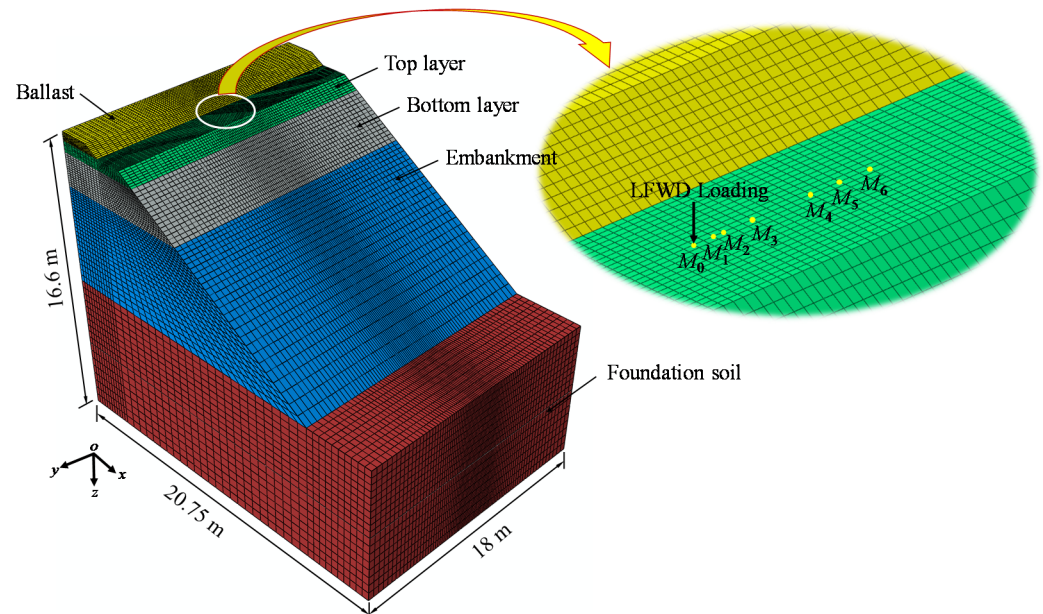 Ballast
Top layer
Bottom layer
Embankment
LFWD Loading
M₀
M₁
M₂
M₃
M₄
M₅
M₆
16.6 m
Foundation soil
o
y
x
z
20.75 m
18 m